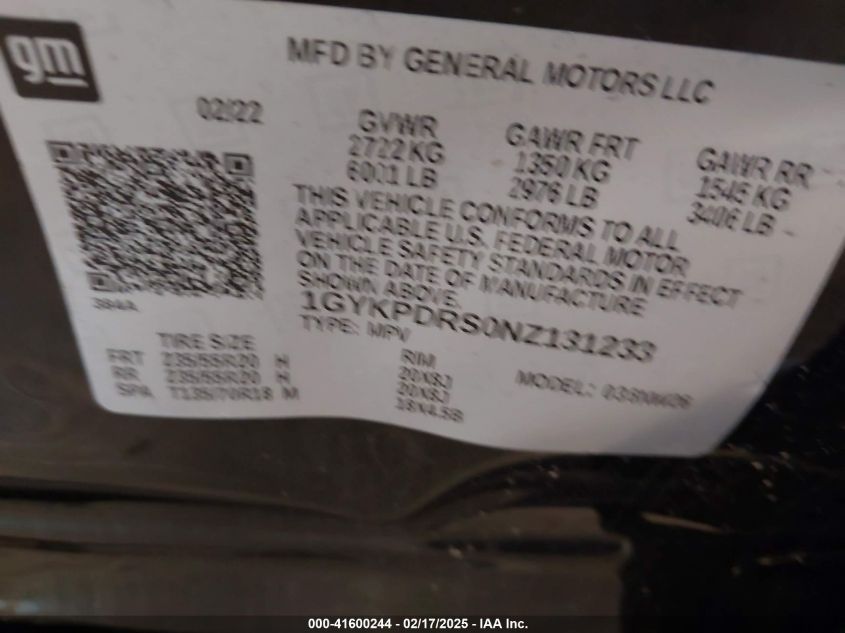 gm
MFD BY GENERAL MOTORS LLC
02/22
GVWR
2722 KG
6001 LB
GAWR FRT
1350 KG
2976 LB
GAWR RR
1545 KG
3406 LB
THIS VEHICLE CONFORMS TO ALL
APPLICABLE U.S. FEDERAL MOTOR
VEHICLE SAFETY STANDARDS IN EFFECT
ON THE DATE OF MANUFACTURE
SHOWN ABOVE.
1GYKPDRS0NZ131233
TYPE: MPV
MODEL:
TIRE SIZE
RIM
FRT 235/55R20 H 20X8J
RR 235/55R20 H 20X8J
SPA T135/70R18 M 18X4.5B
000-41600244 - 02/17/2025 - IAA Inc.